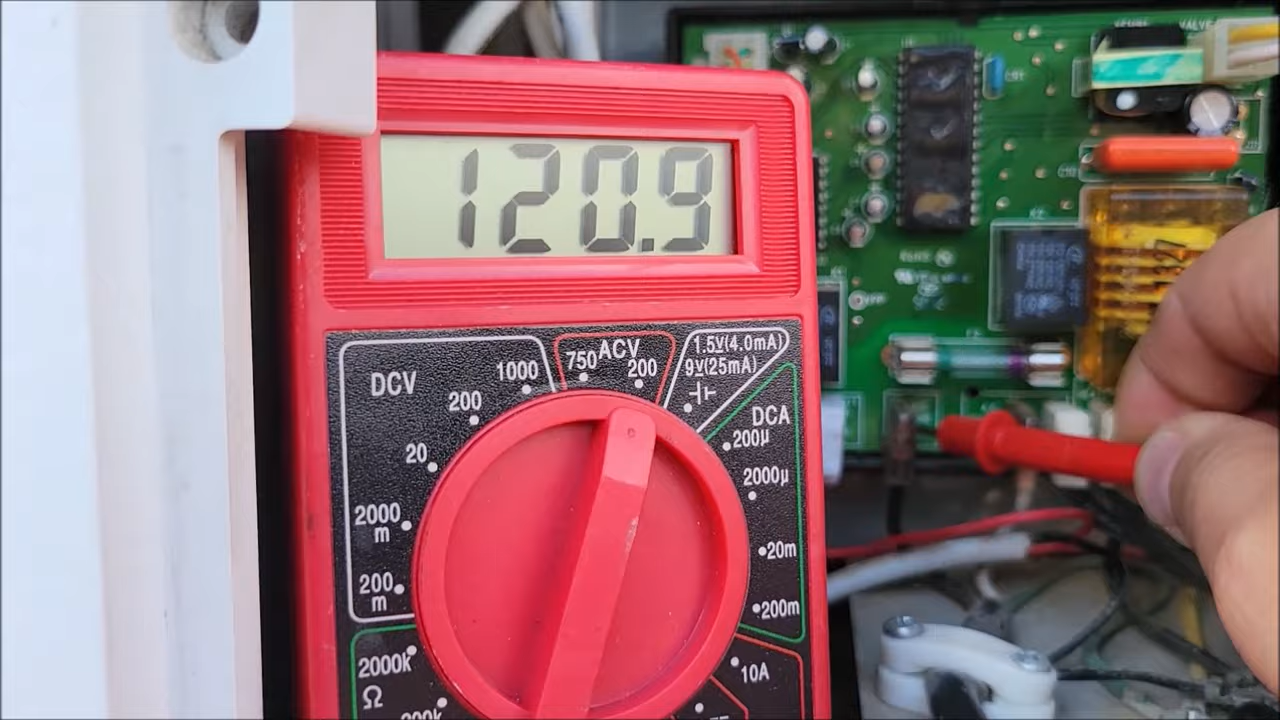 120.9
DCV
1000
200
20
2000
m
200
m
750
ACV
200
1.5V(4.0mA)
9V(25mA)
DCA
200µ
2000µ
20m
200m
10A
2000k
Ω